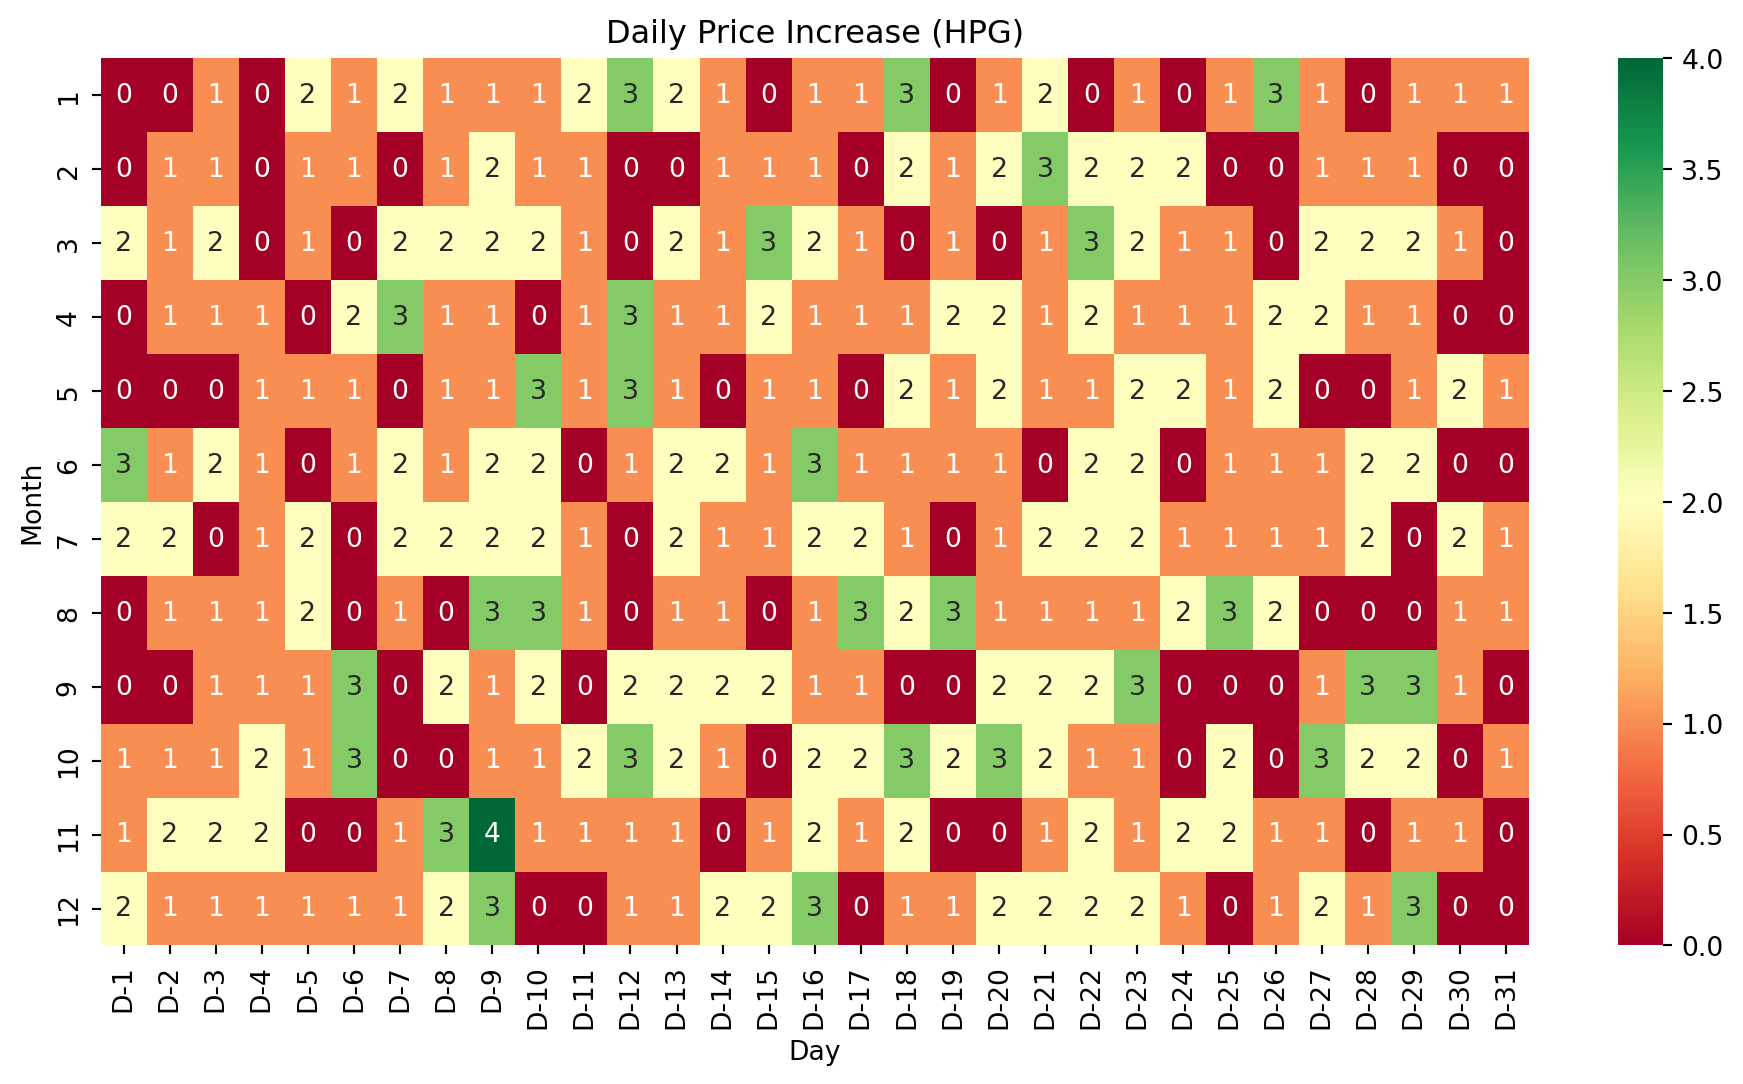 Daily Price Increase (HPG)
1 0 0 1 0 2 1 2 1 1 1 2 3 2 1 0 1 1 3 0 1 2 0 1 0 1 3 1 0 1 1 1
2 0 1 1 0 1 1 0 1 2 1 1 0 0 1 1 1 0 2 1 2 3 2 2 2 0 0 1 1 1 0 0
3 2 1 2 0 1 0 2 2 2 2 1 0 2 1 3 2 1 0 1 0 1 3 2 1 1 0 2 2 2 1 0
4 0 1 1 1 0 2 3 1 1 0 1 3 1 1 2 1 1 1 2 2 1 2 1 1 1 2 2 1 1 0 0
5 0 0 0 1 1 1 0 1 1 3 1 3 1 0 1 1 0 2 1 2 1 1 2 2 1 2 0 0 1 2 1
6 3 1 2 1 0 1 2 1 2 2 0 1 2 2 1 3 1 1 1 1 0 2 2 0 1 1 1 2 2 0 0
7 2 2 0 1 2 0 2 2 2 2 1 0 2 1 1 2 2 1 0 1 2 2 2 1 1 1 1 2 0 2 1
8 0 1 1 1 2 0 1 0 3 3 1 0 1 1 0 1 3 2 3 1 1 1 1 2 3 2 0 0 0 1 1
9 0 0 1 1 1 3 0 2 1 2 0 2 2 2 2 1 1 0 0 2 2 2 3 0 0 0 1 3 3 1 0
10 1 1 1 2 1 3 0 0 1 1 2 3 2 1 0 2 2 3 2 3 2 1 1 0 2 0 3 2 2 0 1
11 1 2 2 2 0 0 1 3 4 1 1 1 1 0 1 2 1 2 0 0 1 2 1 2 2 1 1 0 1 1 0
12 2 1 1 1 1 1 1 2 3 0 0 1 1 2 2 3 0 1 1 2 2 2 2 1 0 1 2 1 3 0 0
Month
D-1 D-2 D-3 D-4 D-5 D-6 D-7 D-8 D-9 D-10 D-11 D-12 D-13 D-14 D-15 D-16 D-17 D-18 D-19 D-20 D-21 D-22 D-23 D-24 D-25 D-26 D-27 D-28 D-29 D-30 D-31
Day
4.0
3.5
3.0
2.5
2.0
1.5
1.0
0.5
0.0